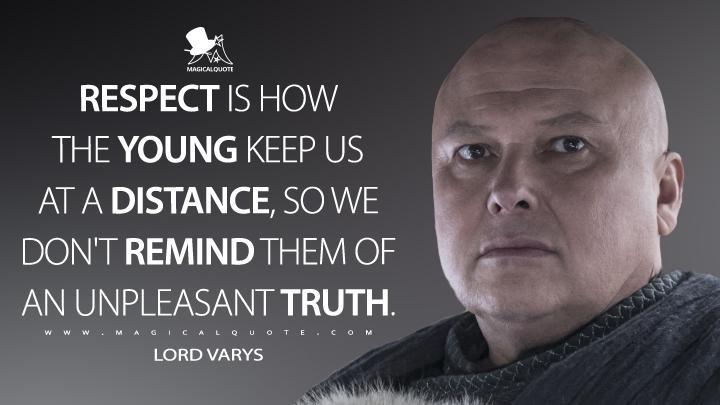 MAGICALQUOTE
RESPECT IS HOW
THE YOUNG KEEP US
AT A DISTANCE, SO WE
DON'T REMIND THEM OF
AN UNPLEASANT TRUTH.
WWW.MAGICALQUOTE.COM
LORD VARYS